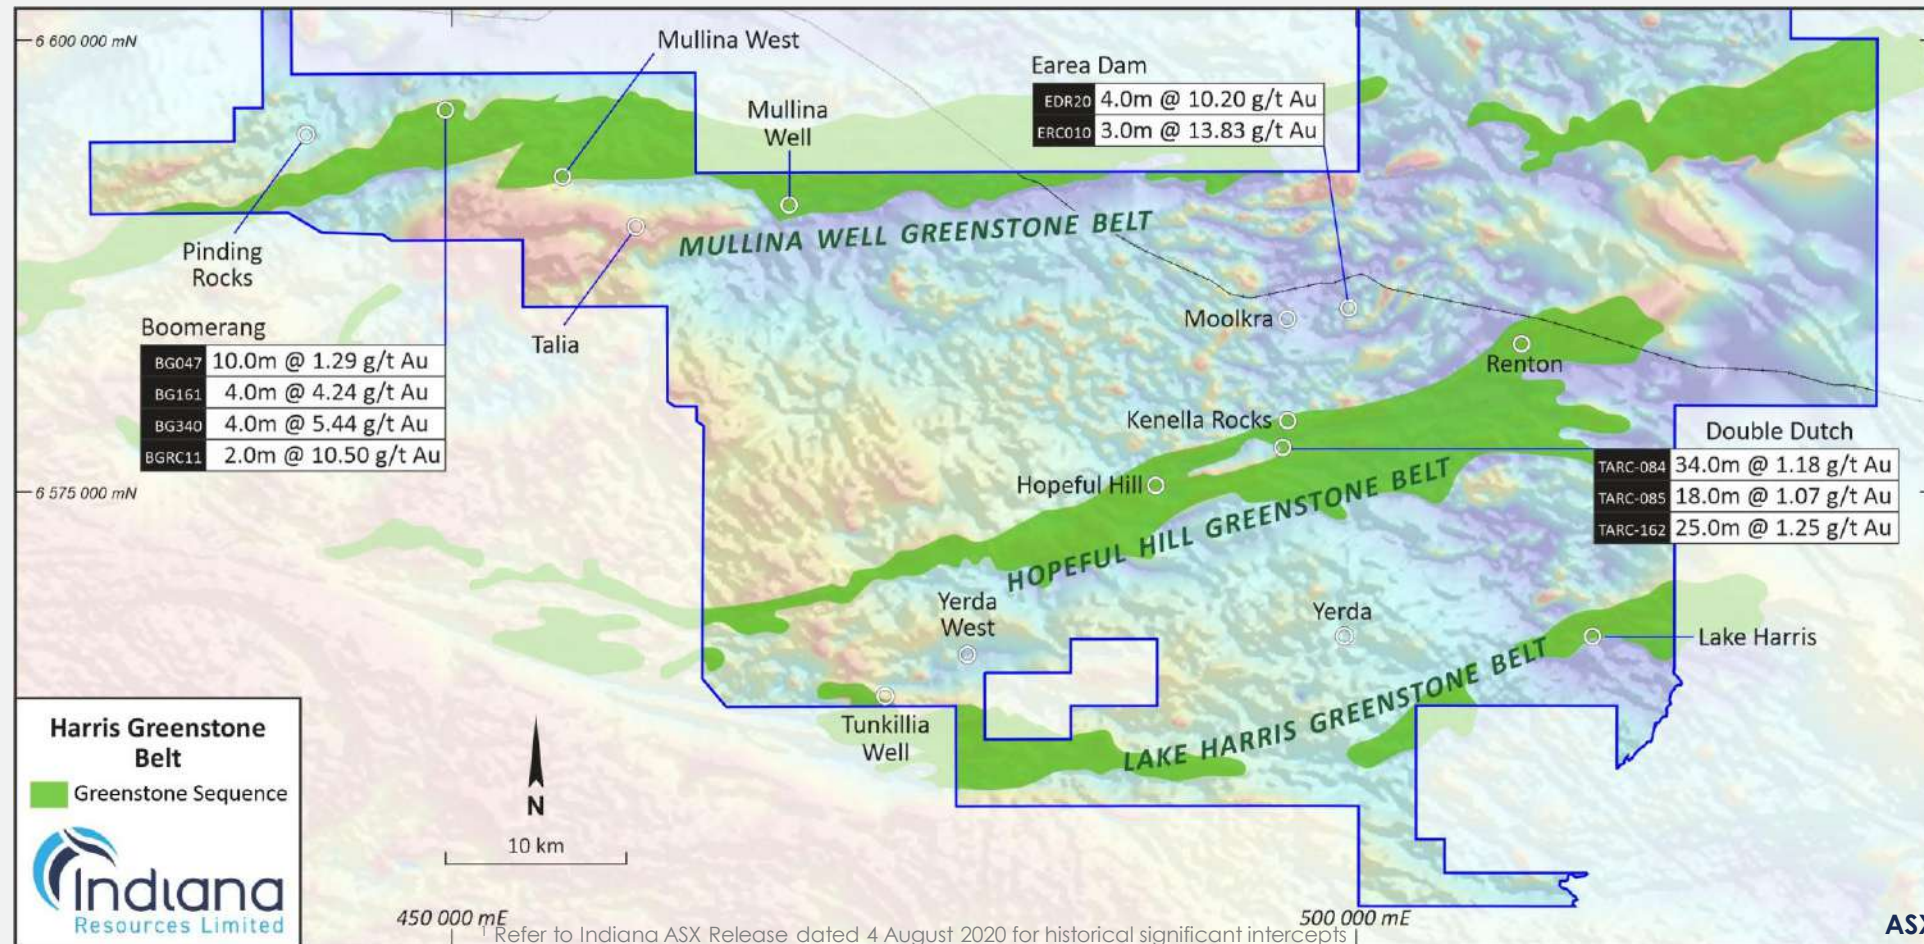 6 600 000 mN
Mullina West
Earea Dam
EDR20 4.0m @ 10.20 g/t Au
ERC010 3.0m @ 13.83 g/t Au
Mullina
Well
MULLINA WELL GREENSTONE BELT
Pinding
Rocks
Talia
Moolkra
Renton
Boomerang
BG047 10.0m @ 1.29 g/t Au
BG161 4.0m @ 4.24 g/t Au
BG340 4.0m @ 5.44 g/t Au
BGRC11 2.0m @ 10.50 g/t Au
Kenella Rocks
Double Dutch
TARC-084 34.0m @ 1.18 g/t Au
TARC-085 18.0m @ 1.07 g/t Au
TARC-162 25.0m @ 1.25 g/t Au
6 575 000 mN
Hopeful Hill
HOPEFUL HILL GREENSTONE BELT
Yerda
West
Yerda
Lake Harris
LAKE HARRIS GREENSTONE BELT
Tunkillia
Well
Harris Greenstone
Belt
Greenstone Sequence
N
10 km
Indiana
Resources Limited
450 000 mE
500 000 mE
1 Refer to Indiana ASX Release dated 4 August 2020 for historical significant intercepts
ASX